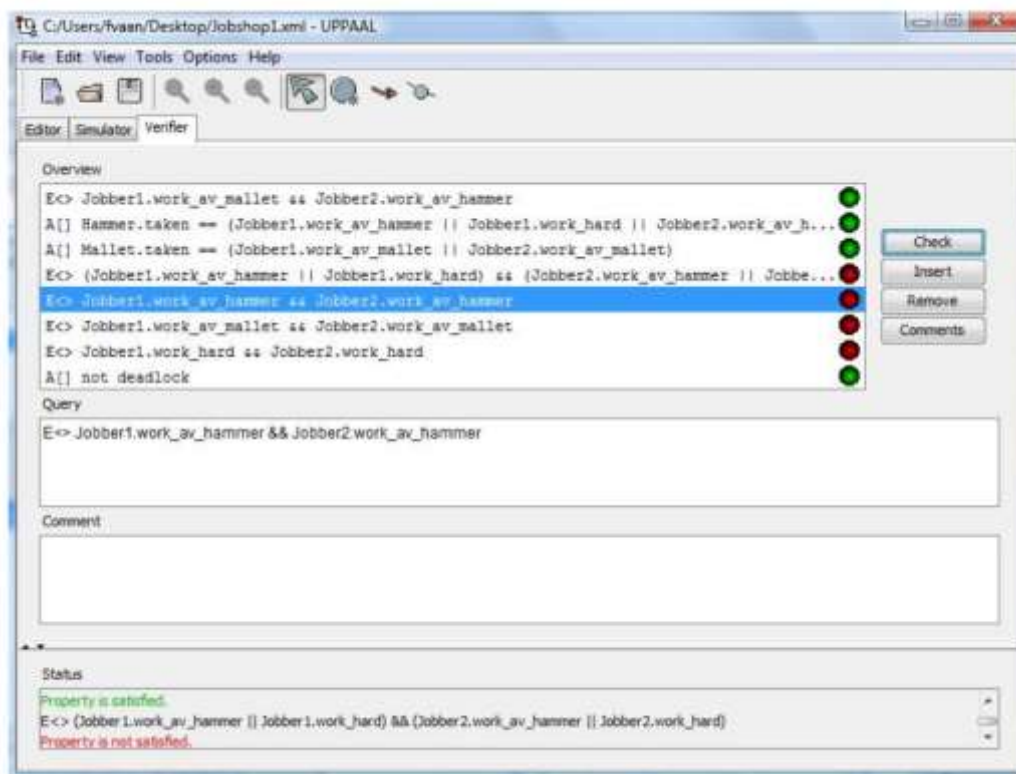 C:/Users/fvaan/Desktop/Jobshop1.xml - UPPAAL
File Edit View Tools Options Help
Editor Simulator Verifier
Overview
E<> Jobber1.work_av_mallet && Jobber2.work_av_hammer
A[] Hammer.taken == (Jobber1.work_av_hammer || Jobber1.work_hard || Jobber2.work_av_h...
A[] Mallet.taken == (Jobber1.work_av_mallet || Jobber2.work_av_mallet)
E<> (Jobber1.work_av_hammer || Jobber1.work_hard) && (Jobber2.work_av_hammer || Jobbe...
E<> Jobber1.work_av_hammer && Jobber2.work_av_hammer
E<> Jobber1.work_av_mallet && Jobber2.work_av_mallet
E<> Jobber1.work_hard && Jobber2.work_hard
A[] not deadlock
Check
Insert
Remove
Comments
Query
E<> Jobber1.work_av_hammer && Jobber2.work_av_hammer
Comment
Status
Property is satisfied.
E<> (Jobber1.work_av_hammer || Jobber1.work_hard) && (Jobber2.work_av_hammer || Jobber2.work_hard)
Property is not satisfied.